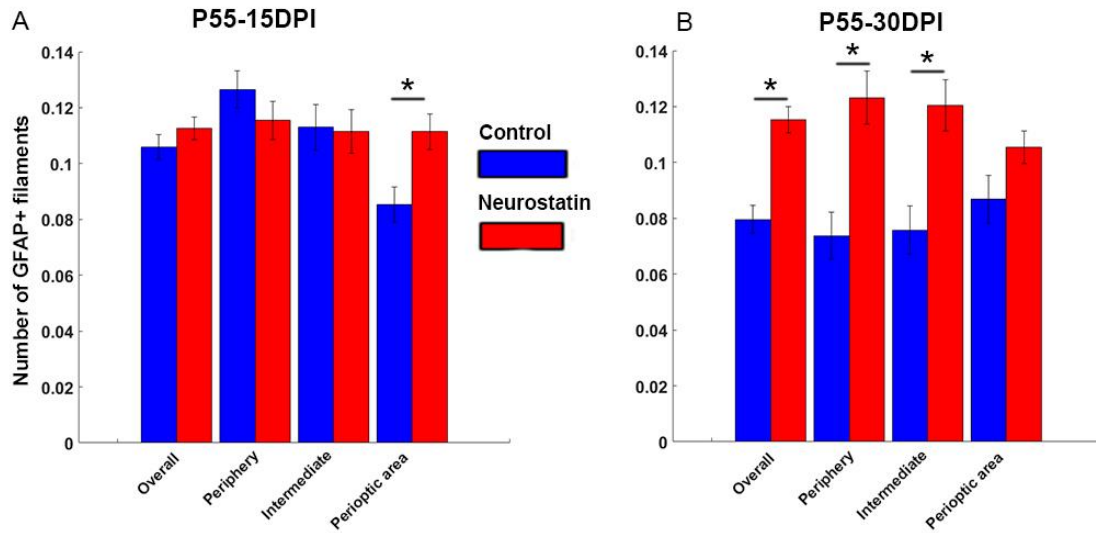 A
P55-15DPI
Number of GFAP+ filaments
0.14
0.12
0.1
0.08
0.06
0.04
0.02
0
*
Overall
Periphery
Intermediate
Perioptic area
Control
Neurostatin
B
P55-30DPI
0.14
0.12
0.1
0.08
0.06
0.04
0.02
0
*
*
*
Overall
Periphery
Intermediate
Perioptic area